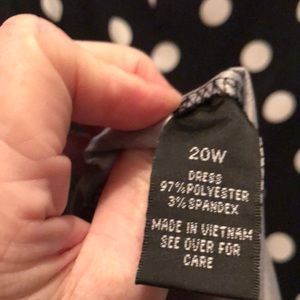 20W
DRESS
97%POLYESTER
3%SPANDEX
MADE IN VIETNAM
SEE OVER FOR
CARE